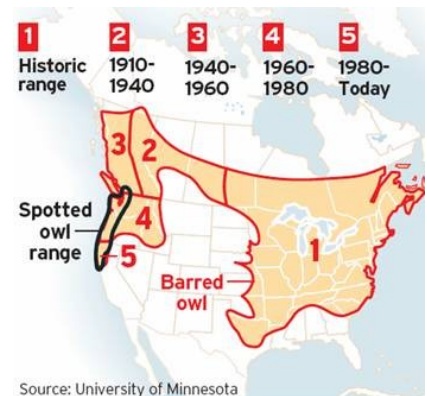 1 2 3 4 5
Historic range
1910-1940
1940-1960
1960-1980
1980-Today
3
2
Spotted owl range
4
5
1
Barred owl
Source: University of Minnesota